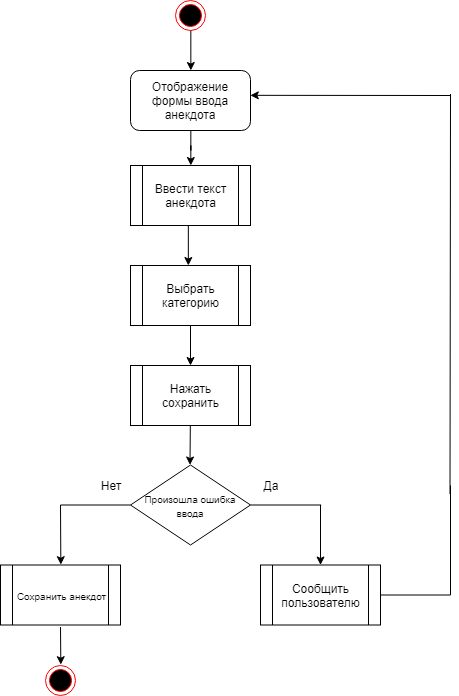 Отображение
формы ввода
анекдота
Ввести текст
анекдота
Выбрать
категорию
Нажать
сохранить
Нет
Произошла ошибка
ввода
Да
Сохранить анекдот
Сообщить
пользователю